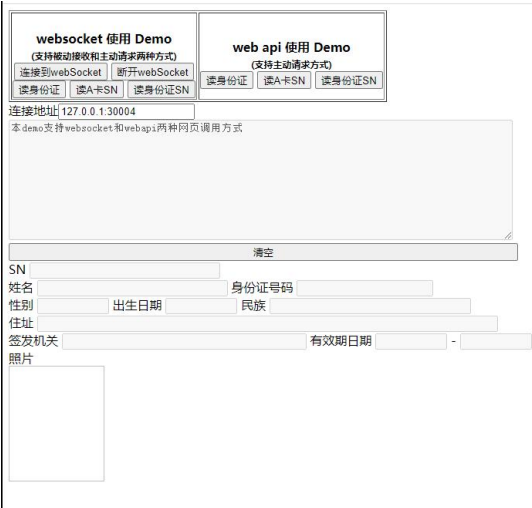 websocket 使用 Demo
(支持被动接收和主动请求两种方式)
连接到webSocket 断开webSocket
读身份证 读A卡SN 读身份证SN
web api 使用 Demo
(支持主动请求方式)
读身份证 读A卡SN 读身份证SN
连接地址 127.0.0.1:30004
本demo支持websocket和webapi两种网页调用方式
清空
SN
姓名 身份证号码
性别 出生日期 民族
住址
签发机关 有效期日期 -
照片